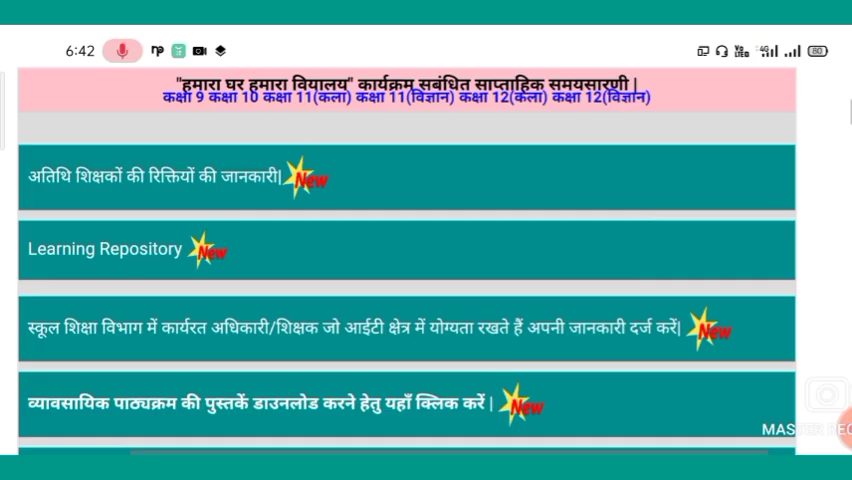 6:42
80
"हमारा घर हमारा वियालय" कार्यक्रम सबंधित साप्ताहिक समयसारणी |
कक्षा 9 कक्षा 10 कक्षा 11(कला) कक्षा 11(विज्ञान) कक्षा 12(कला) कक्षा 12(विज्ञान)
अतिथि शिक्षकों की रिक्तियों की जानकारी| New
Learning Repository New
स्कूल शिक्षा विभाग में कार्यरत अधिकारी/शिक्षक जो आईटी क्षेत्र में योग्यता रखते हैं अपनी जानकारी दर्ज करें| New
व्यावसायिक पाठ्यक्रम की पुस्तकें डाउनलोड करने हेतु यहाँ क्लिक करें | New